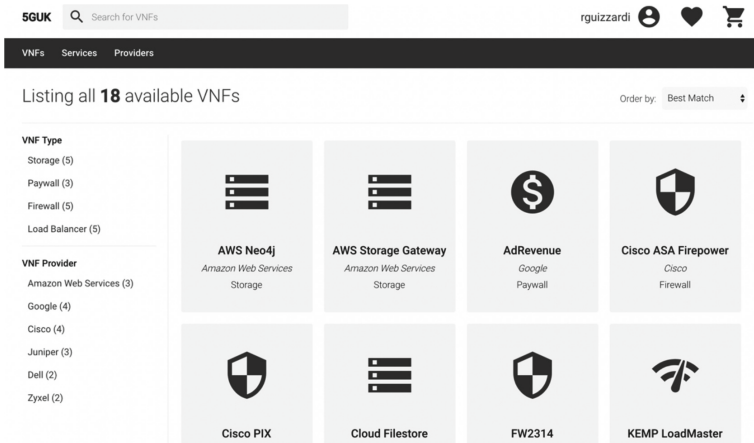 5GUK
Search for VNFs
rguizzardi
VNFs Services Providers
Listing all 18 available VNFs
Order by: Best Match
VNF Type
Storage (5)
Paywall (3)
Firewall (5)
Load Balancer (5)
VNF Provider
Amazon Web Services (3)
Google (4)
Cisco (4)
Juniper (3)
Dell (2)
Zyxel (2)
AWS Neo4j
Amazon Web Services
Storage
AWS Storage Gateway
Amazon Web Services
Storage
$
AdRevenue
Google
Paywall
Cisco ASA Firepower
Cisco
Firewall
Cisco PIX
Cloud Filestore
FW2314
KEMP LoadMaster